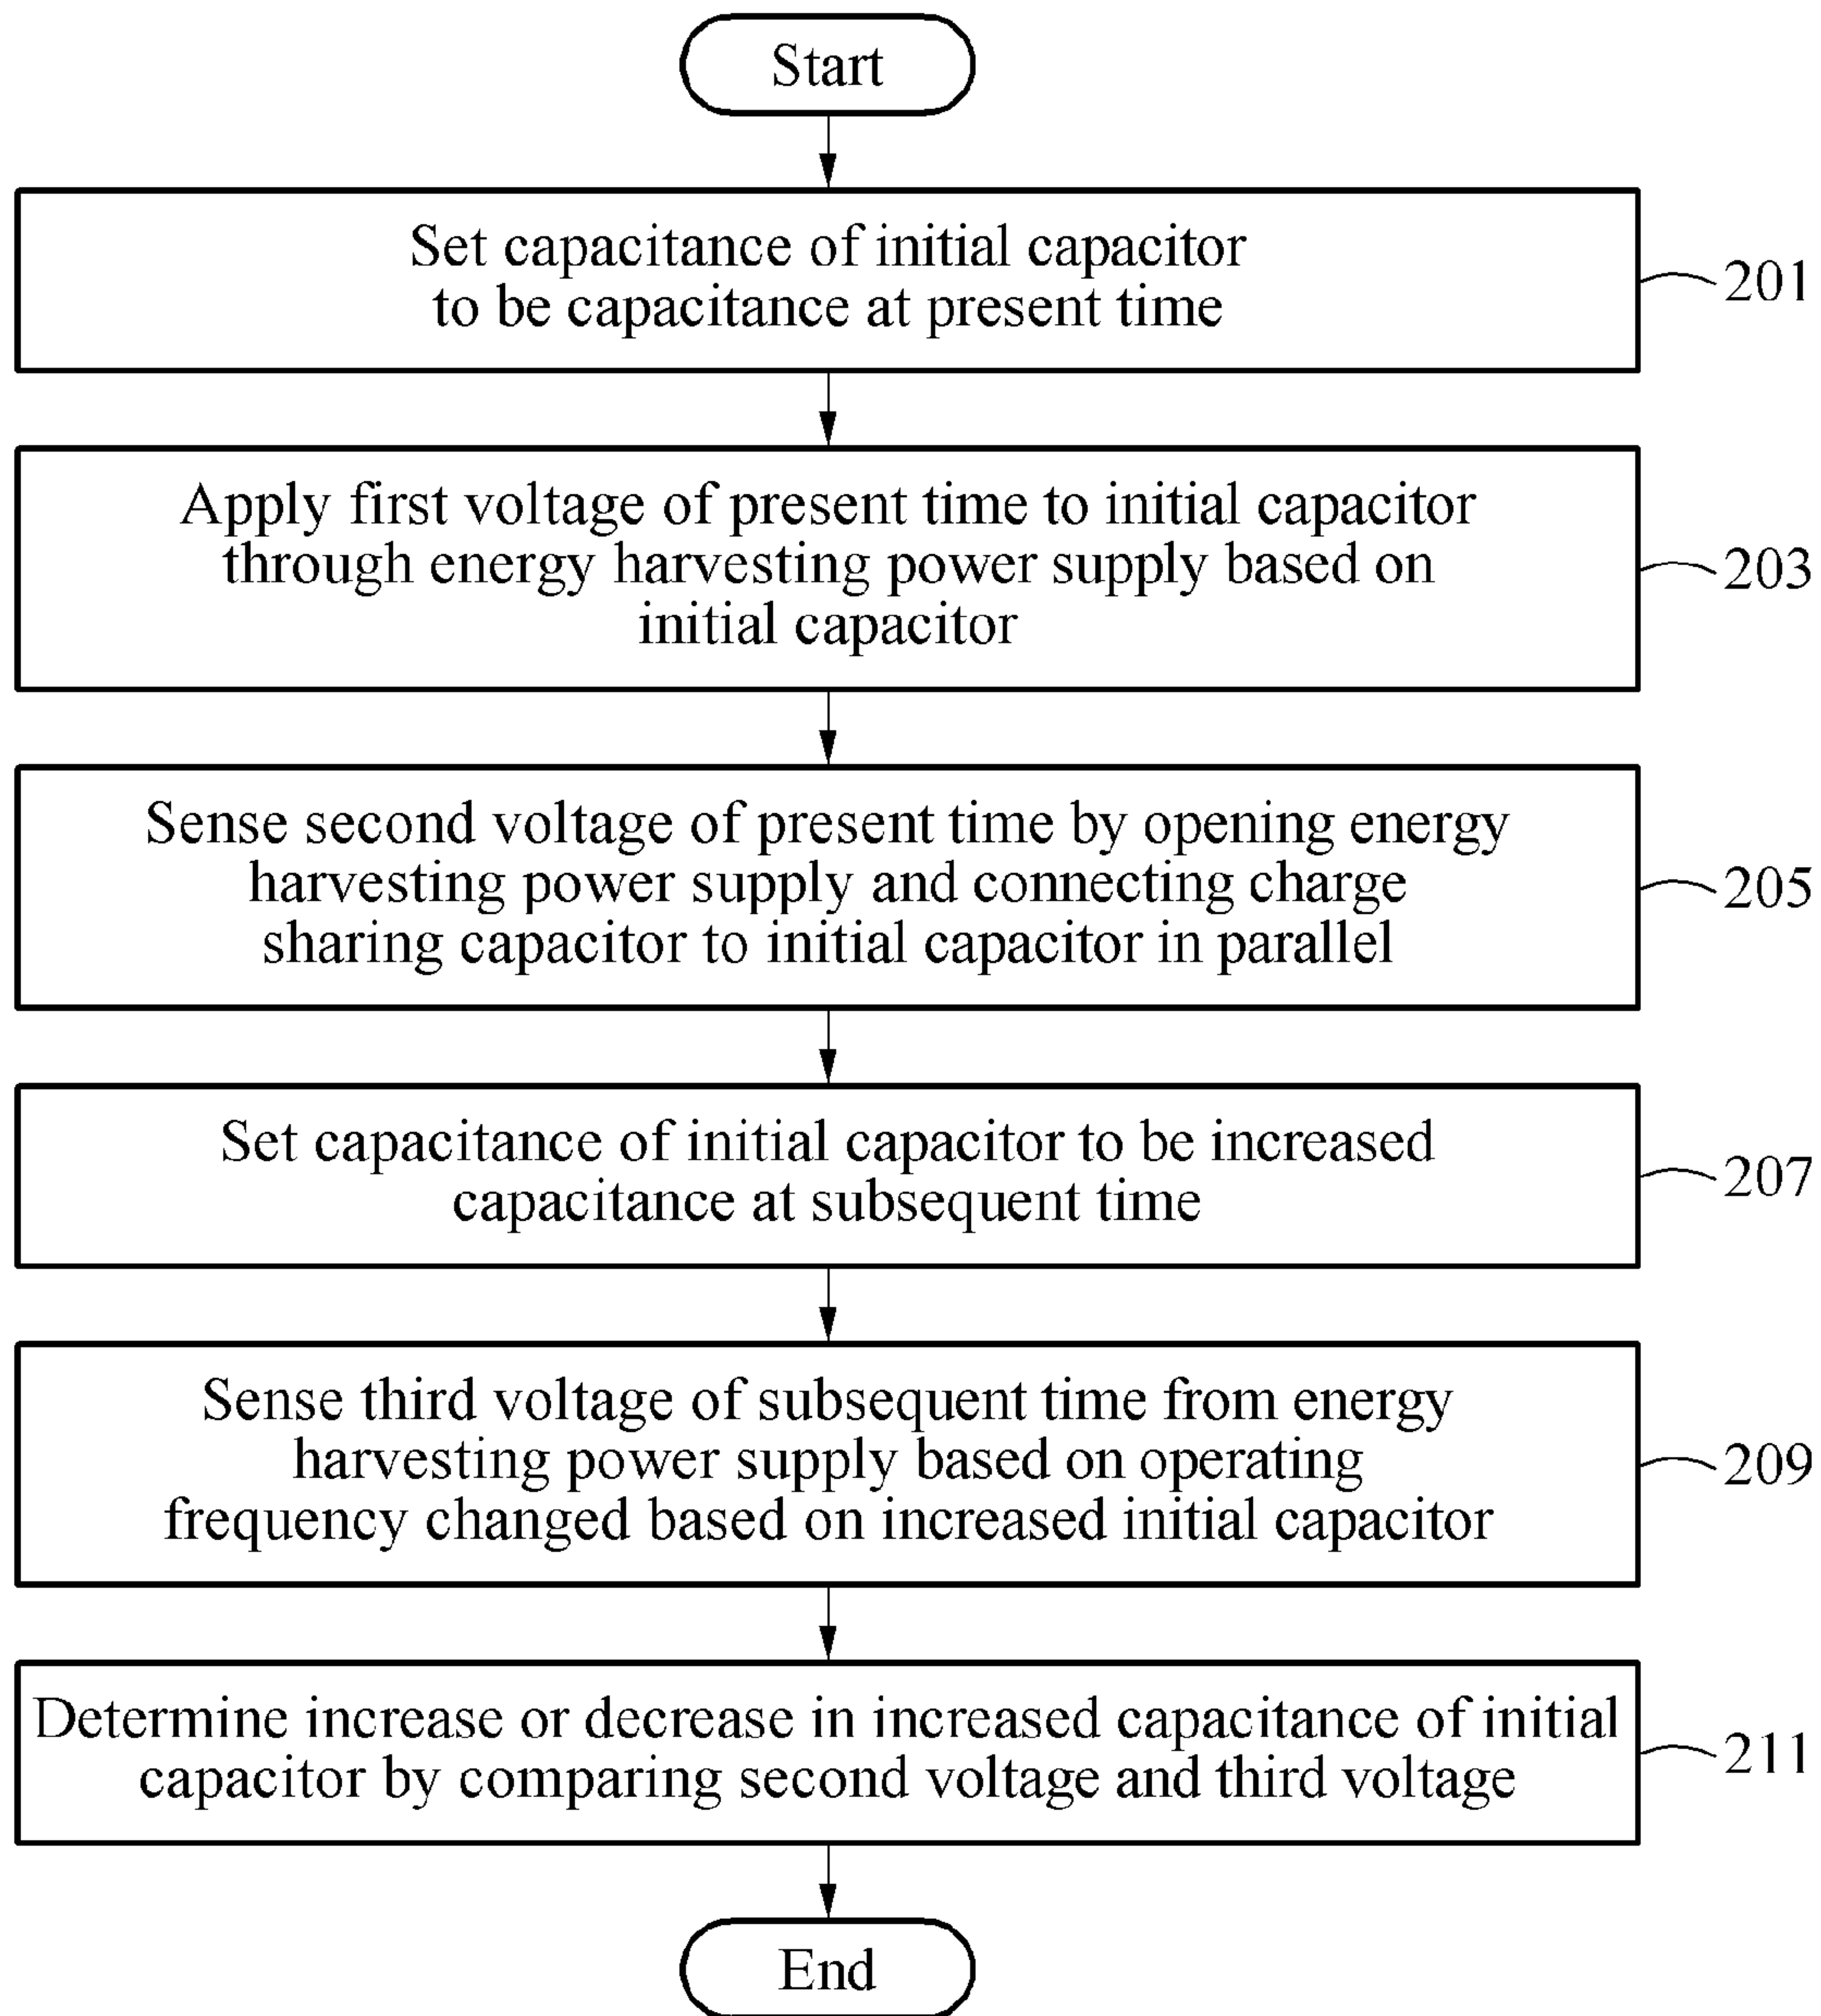 Start
Set capacitance of initial capacitor
to be capacitance at present time
201
Apply first voltage of present time to initial capacitor
through energy harvesting power supply based on
initial capacitor
203
Sense second voltage of present time by opening energy
harvesting power supply and connecting charge
sharing capacitor to initial capacitor in parallel
205
Set capacitance of initial capacitor to be increased
capacitance at subsequent time
207
Sense third voltage of subsequent time from energy
harvesting power supply based on operating
frequency changed based on increased initial capacitor
209
Determine increase or decrease in increased capacitance of initial
capacitor by comparing second voltage and third voltage
211
End